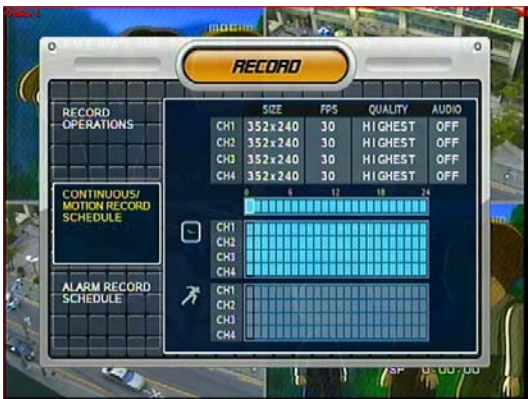 RECORD
RECORD
OPERATIONS
SIZE FPS QUALITY AUDIO
CH1 352x240 30 HIGHEST OFF
CH2 352x240 30 HIGHEST OFF
CH3 352x240 30 HIGHEST OFF
CH4 352x240 30 HIGHEST OFF
CONTINUOUS/
MOTION RECORD
SCHEDULE
0 6 12 18 24
CH1
CH2
CH3
CH4
ALARM RECORD
SCHEDULE
CH1
CH2
CH3
CH4